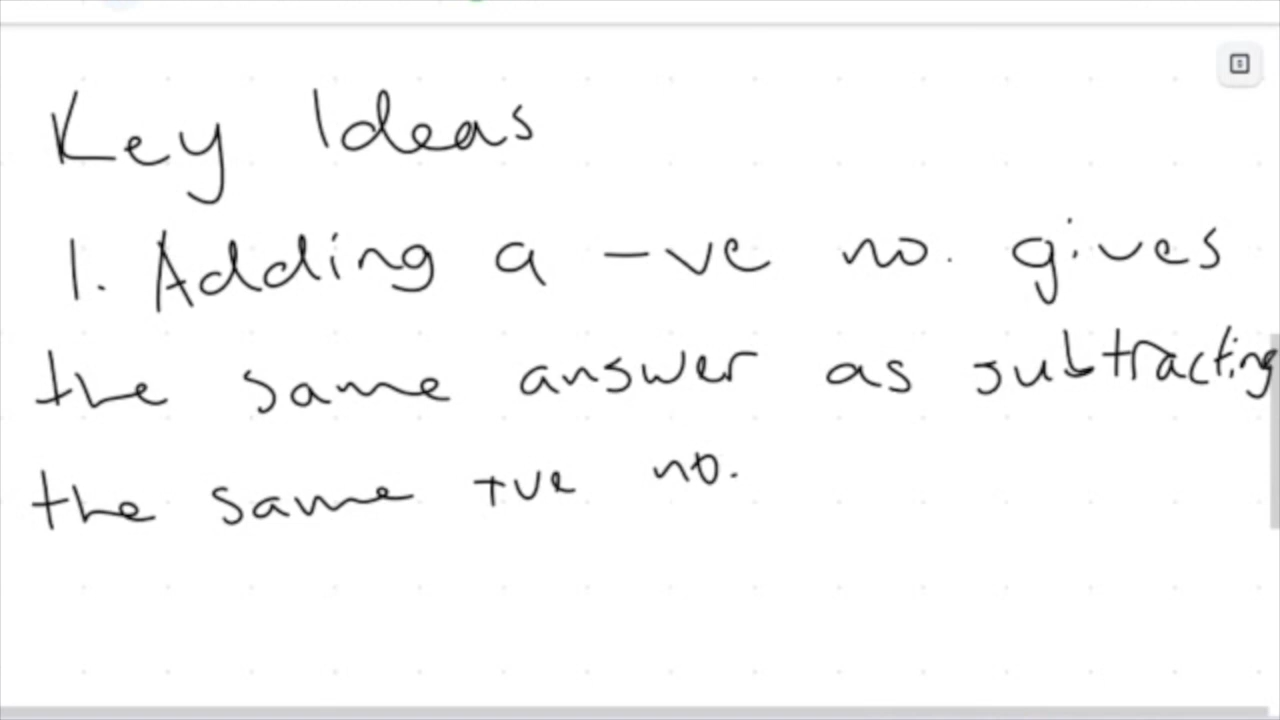 Key Ideas
1. Adding a -ve no. gives
the same answer as subtracting
the same +ve no.